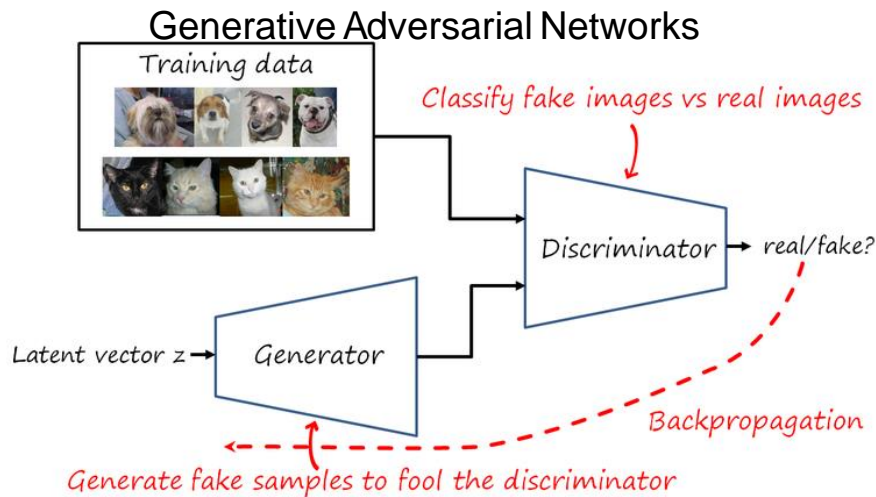 Generative Adversarial Networks
Training data
Classify fake images vs real images
Discriminator
real/fake?
Latent vector z
Generator
Backpropagation
Generate fake samples to fool the discriminator